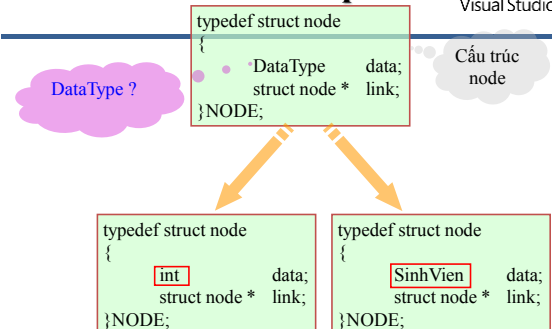 Visual Studio
typedef struct node
{
DataType data;
struct node * link;
}NODE;
DataType ?
Cấu trúc
node
typedef struct node
{
int data;
struct node * link;
}NODE;
typedef struct node
{
SinhVien data;
struct node * link;
}NODE;